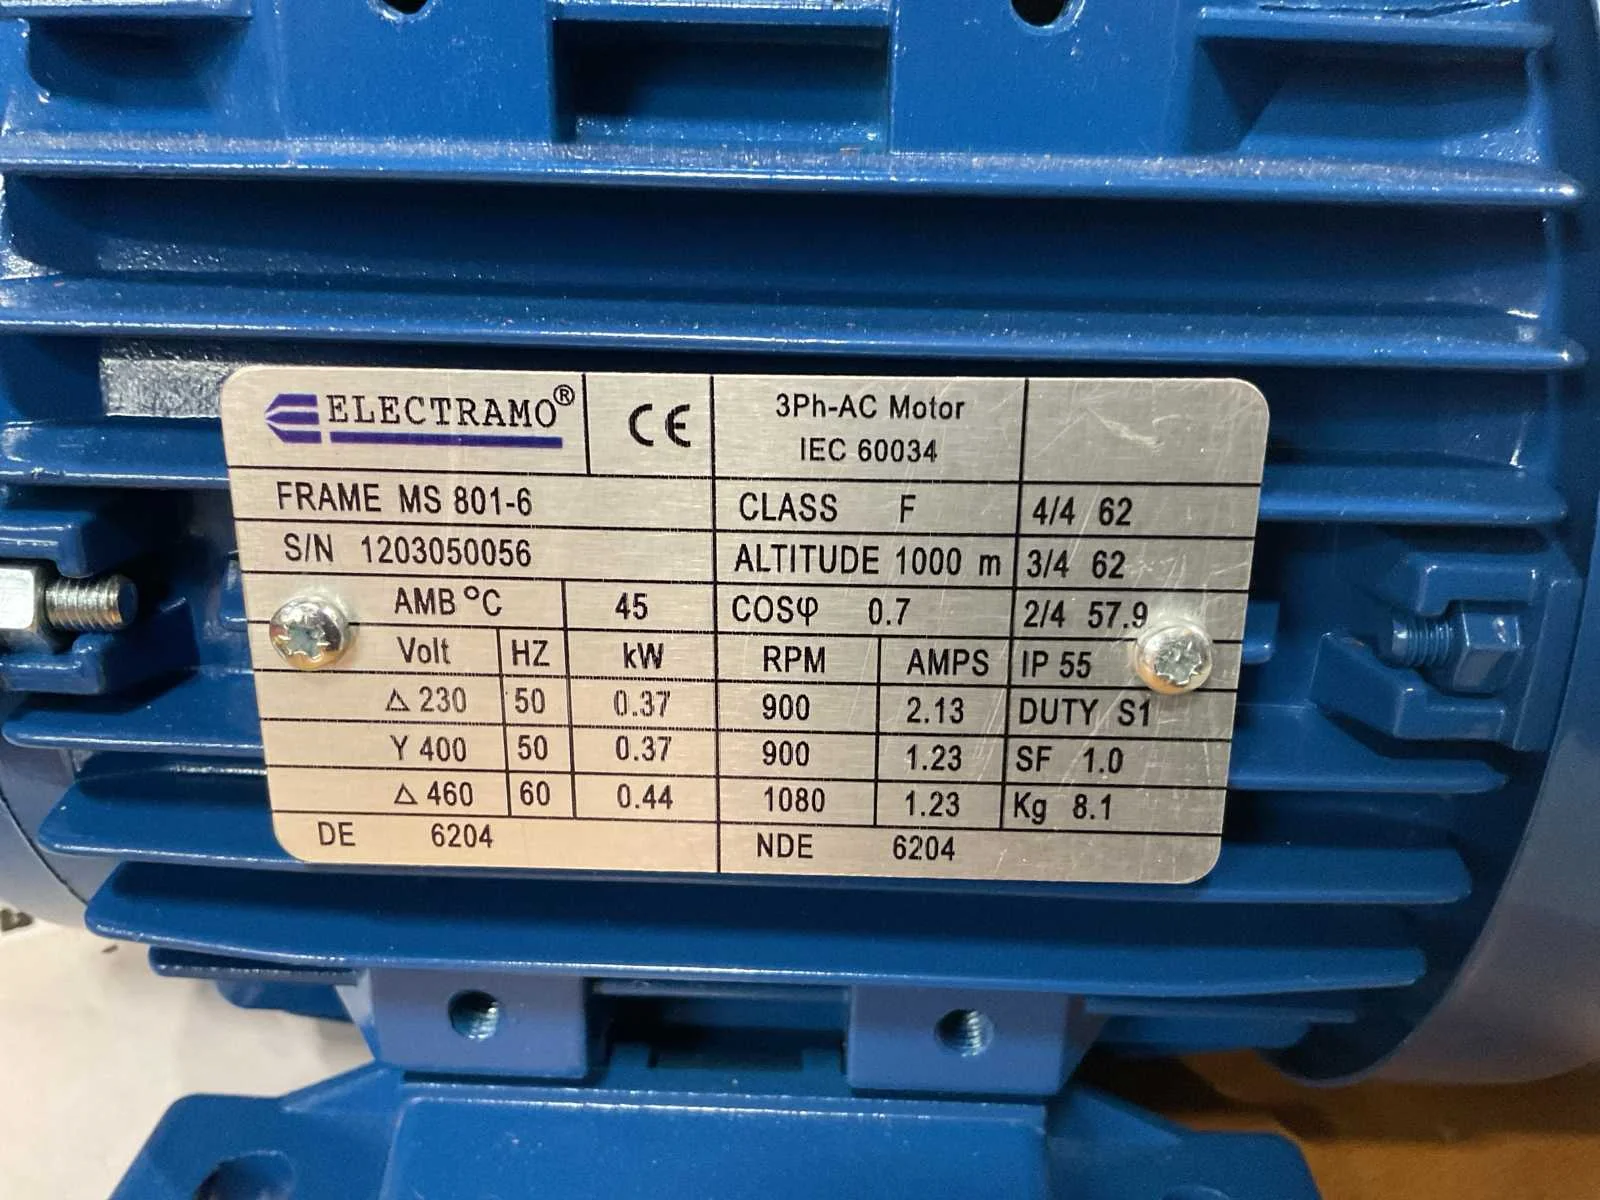 ELECTRAMO®
CE
3Ph-AC Motor
IEC 60034
FRAME MS 801-6
CLASS F
4/4 62
S/N 1203050056
ALTITUDE 1000 m
3/4 62
AMB °C 45
COSφ 0.7
2/4 57.9
Volt HZ kW RPM AMPS IP 55
Δ 230 50 0.37 900 2.13 DUTY S1
Y 400 50 0.37 900 1.23 SF 1.0
Δ 460 60 0.44 1080 1.23 Kg 8.1
DE 6204 NDE 6204